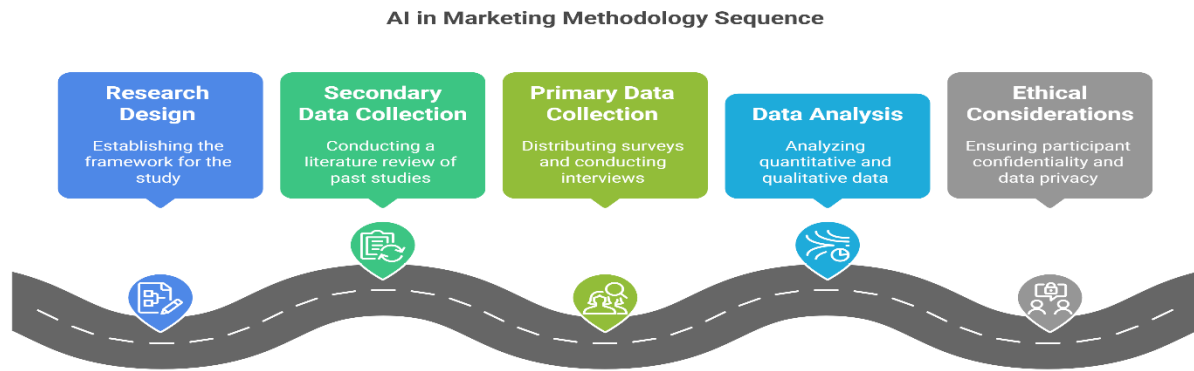 AI in Marketing Methodology Sequence
Research
Design
Establishing the
framework for the
study
Secondary
Data Collection
Conducting a
literature review of
past studies
Primary Data
Collection
Distributing surveys
and conducting
interviews
Data Analysis
Analyzing
quantitative and
qualitative data
Ethical
Considerations
Ensuring participant
confidentiality and
data privacy